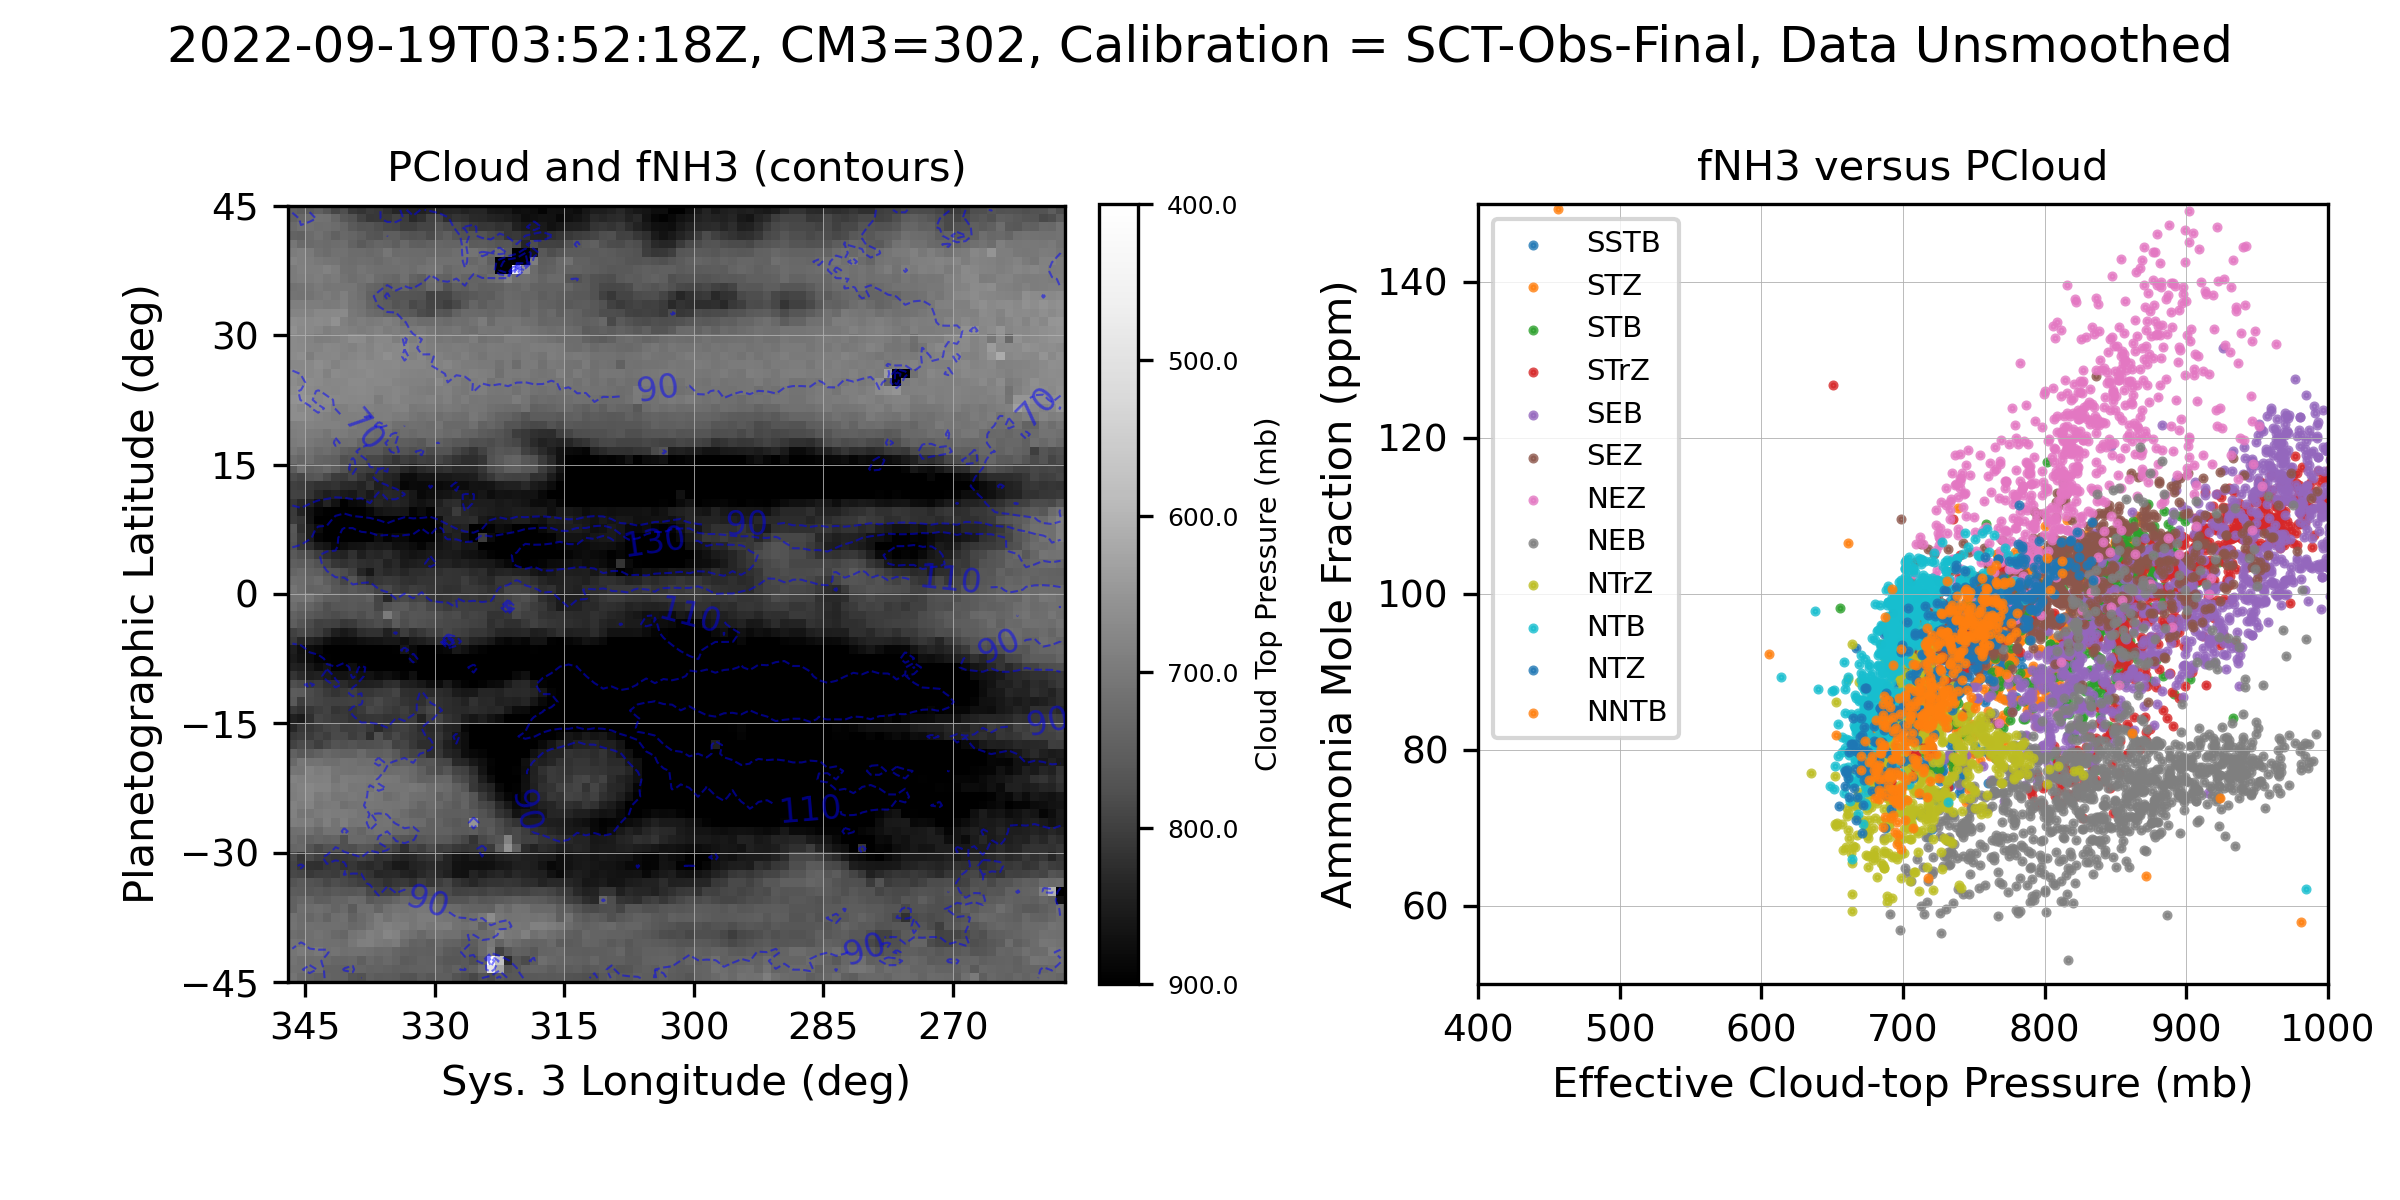 2022-09-19T03:52:18Z, CM3=302, Calibration = SCT-Obs-Final, Data Unsmoothed
PCloud and fNH3 (contours)
Planetographic Latitude (deg)
45
30
15
0
−15
−30
−45
345
330
315
300
285
270
Sys. 3 Longitude (deg)
90
70
70
90
130
110
110
90
90
90
110
90
90
400.0
500.0
600.0
700.0
800.0
900.0
Cloud Top Pressure (mb)
fNH3 versus PCloud
Ammonia Mole Fraction (ppm)
140
120
100
80
60
SSTB
STZ
STB
STrZ
SEB
SEZ
NEZ
NEB
NTrZ
NTB
NTZ
NNTB
400
500
600
700
800
900
1000
Effective Cloud-top Pressure (mb)